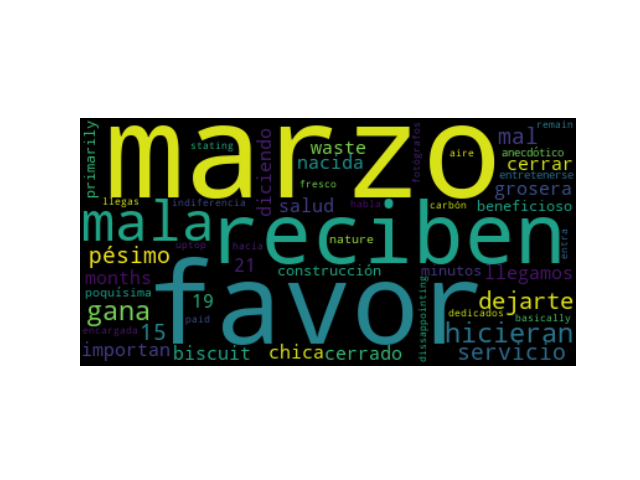 primarily
marzo
stating
diciendo
waste
nacida
fresco
fotógrafos
aire
mal
remain
anecdótico
cerrar
entretenerse
grosera
llegas
indiferencia
salud
habla
carbón
beneficioso
mala
reciben
nature
entra
pésimo
uptop
hacía
months
21
construcción
minutos
llegamos
poquísima
favor
19
gana
paid
dejarte
dedicados
basically
encargada
15
hicieran
dissappointing
importan
biscuit
chica
cerrado
servicio